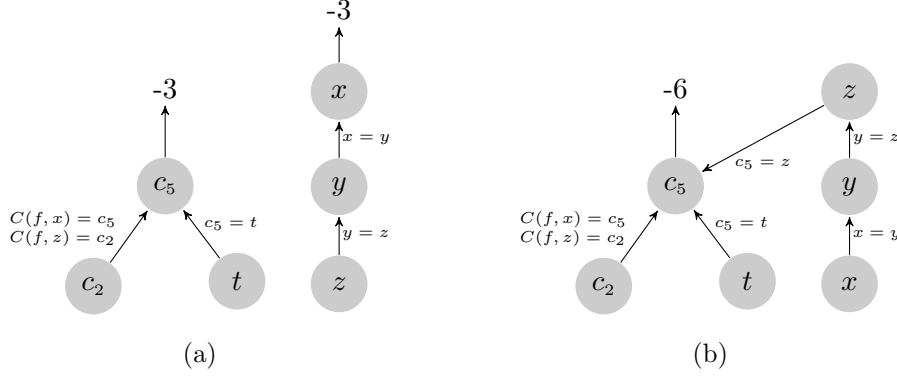 -3
-3
x
x = y
c₅
y
C(f, x) = c₅
C(f, z) = c₂
c₅ = t
y = z
c₂
t
z
(a)
-6
z
y = z
c₅ = z
c₅
y
C(f, x) = c₅
C(f, z) = c₂
c₅ = t
x = y
c₂
t
x
(b)